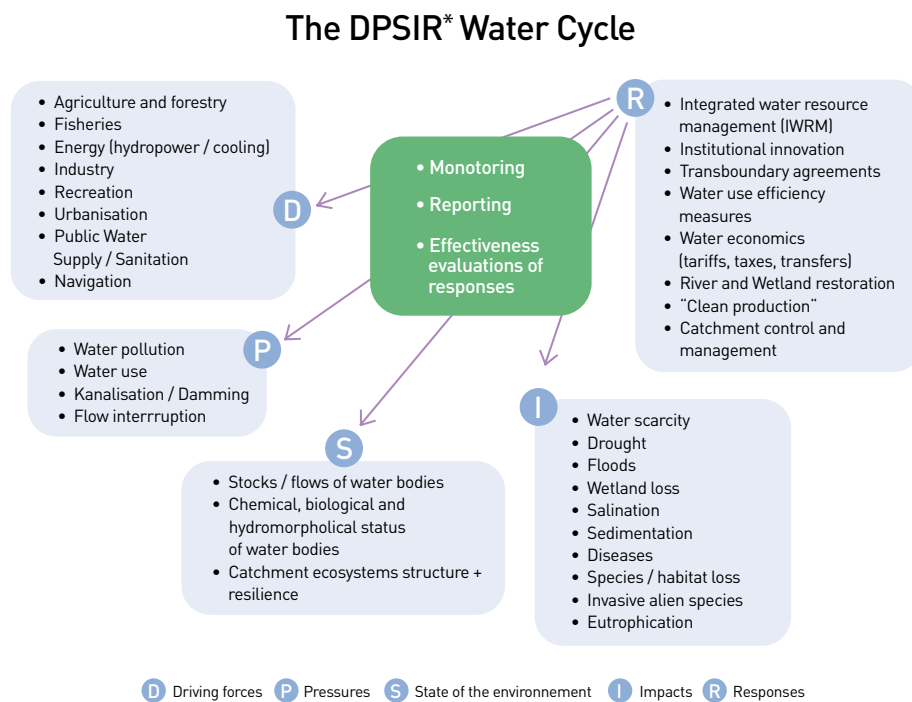 The DPSIR* Water Cycle
• Agriculture and forestry
• Fisheries
• Energy (hydropower / cooling)
• Industry
• Recreation
• Urbanisation
• Public Water
Supply / Sanitation
• Navigation
D
• Monotoring
• Reporting
• Effectiveness
evaluations of
responses
R
• Integrated water resource
management (IWRM)
• Institutional innovation
• Transboundary agreements
• Water use efficiency
measures
• Water economics
(tariffs, taxes, transfers)
• River and Wetland restoration
• “Clean production“
• Catchment control and
management
P
• Water pollution
• Water use
• Kanalisation / Damming
• Flow interrruption
S
• Stocks / flows of water bodies
• Chemical, biological and
hydromorpholical status
of water bodies
• Catchment ecosystems structure +
resilience
I
• Water scarcity
• Drought
• Floods
• Wetland loss
• Salination
• Sedimentation
• Diseases
• Species / habitat loss
• Invasive alien species
• Eutrophication
D Driving forces P Pressures S State of the environnement I Impacts R Responses